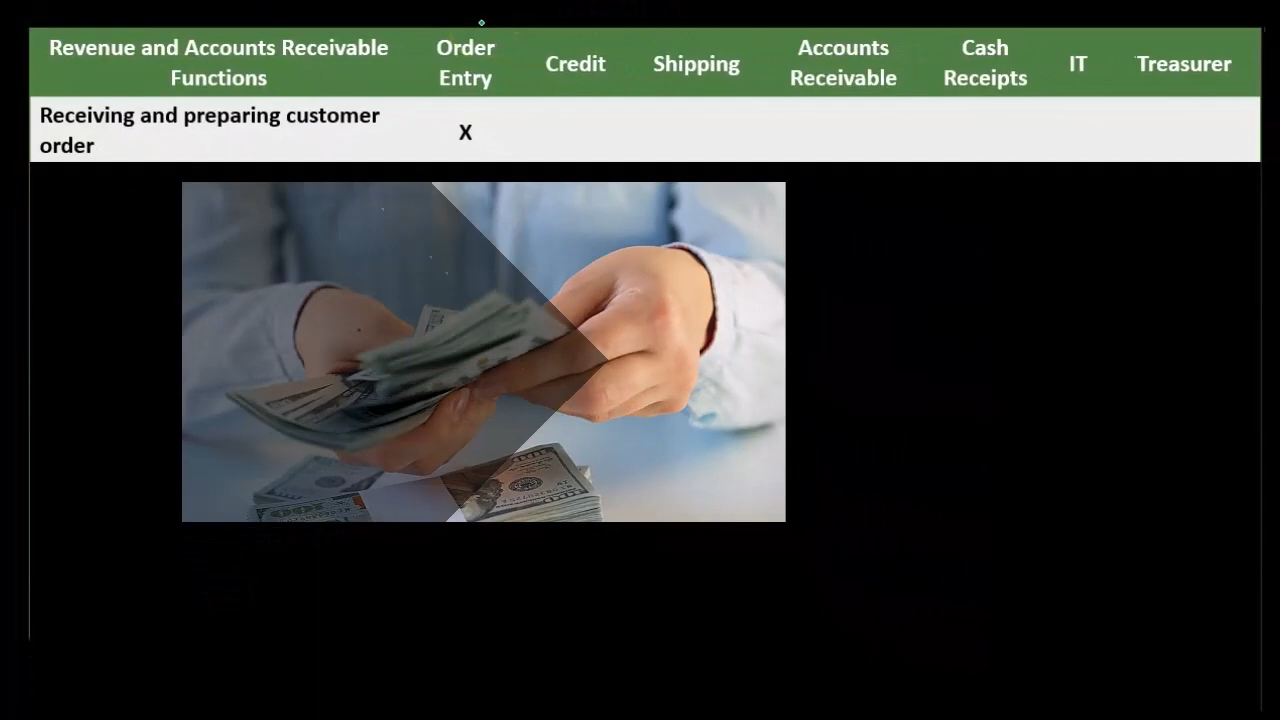 Revenue and Accounts Receivable
Functions
Order
Entry
Credit
Shipping
Accounts
Receivable
Cash
Receipts
IT
Treasurer
Receiving and preparing customer
order
X